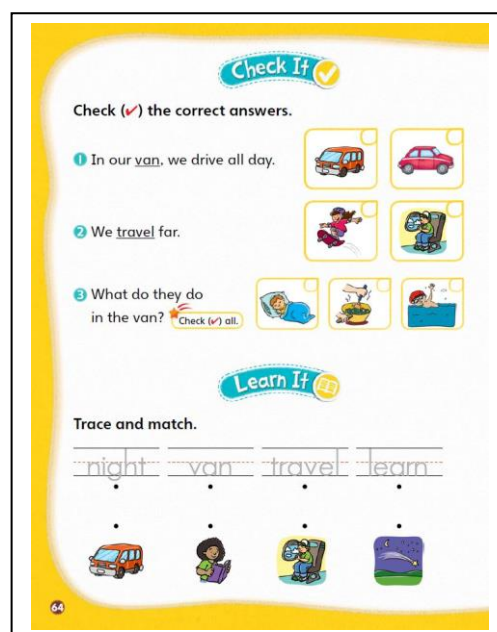 Check It
Check (✔) the correct answers.
1 In our van, we drive all day.
2 We travel far.
3 What do they do
in the van? Check (✔) all.
Learn It
Trace and match.
night van travel learn
64